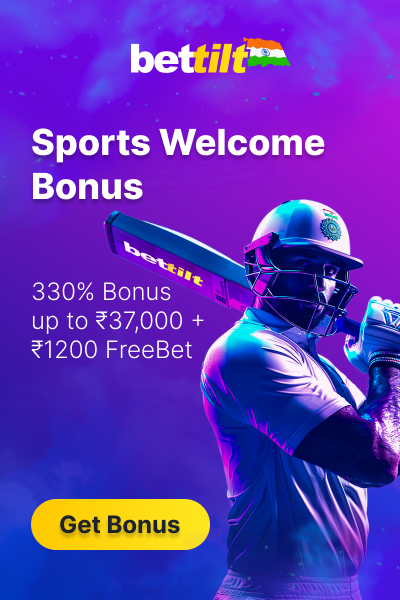 bettilt
Sports Welcome
Bonus
bettilt
330% Bonus
up to ₹37,000 +
₹1200 FreeBet
Get Bonus